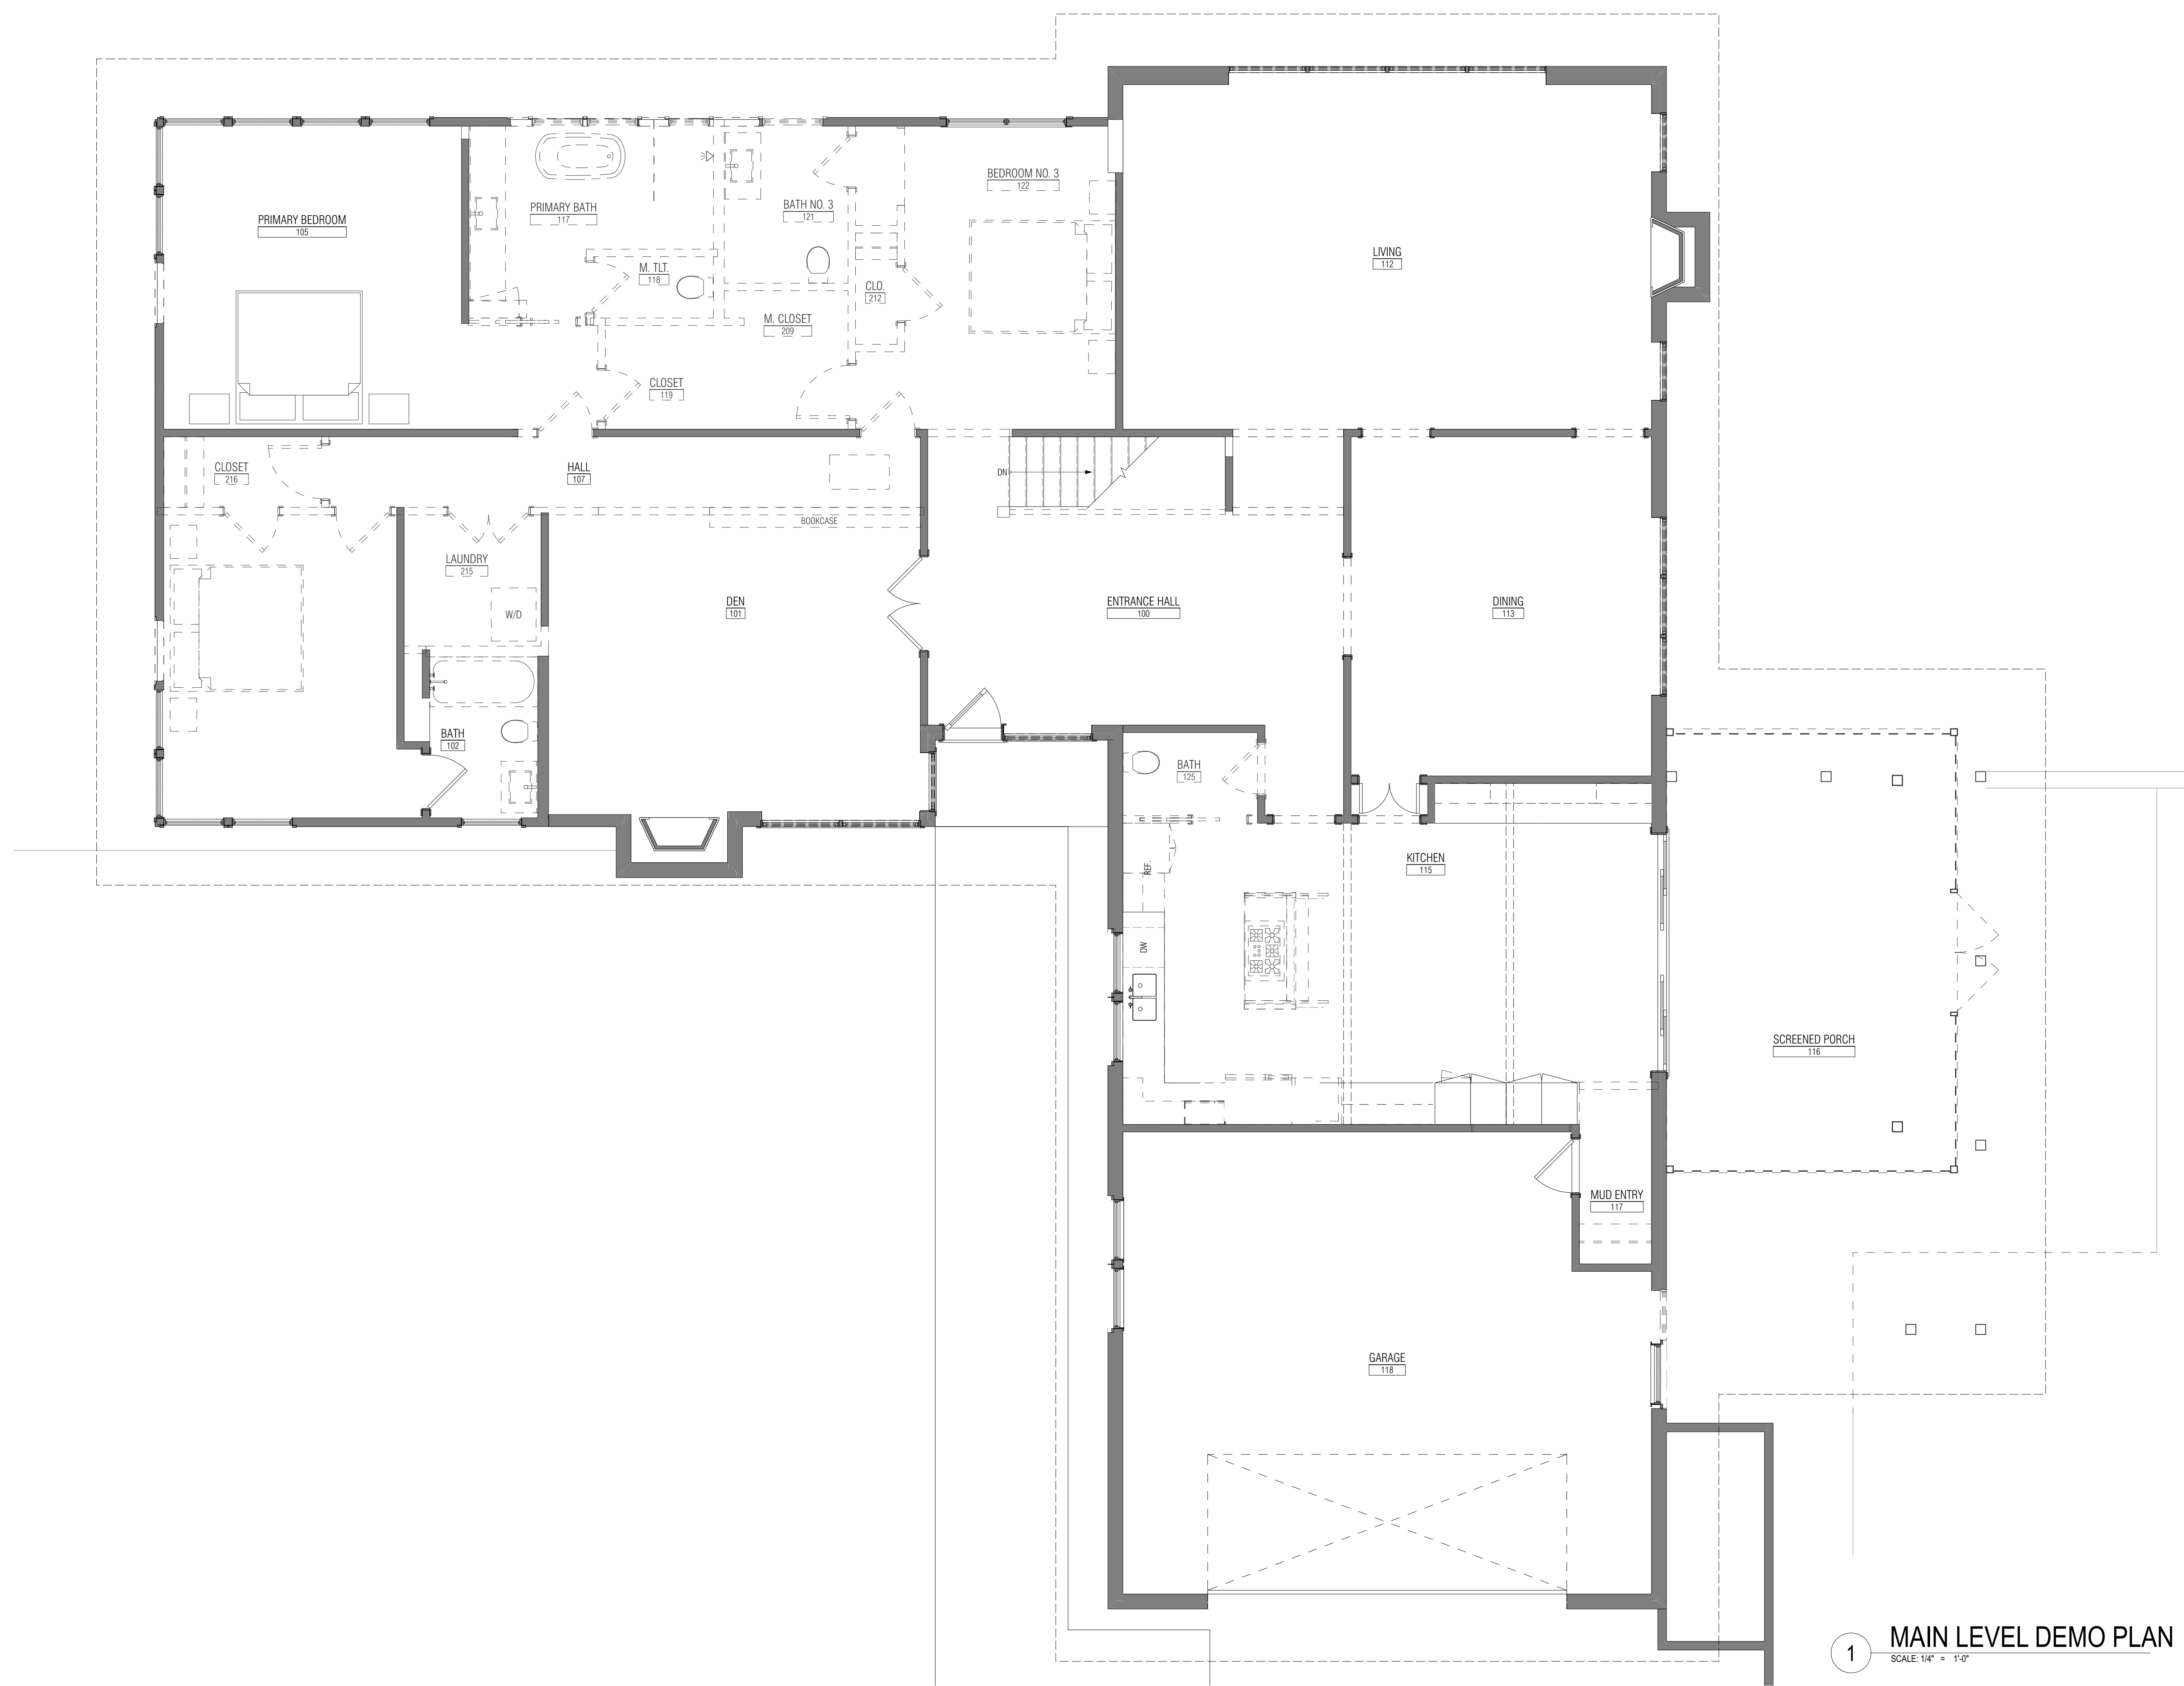 BEDROOM NO. 3
122
PRIMARY BATH
117
BATH NO. 3
121
PRIMARY BEDROOM
105
LIVING
112
M. TLT.
118
CLO.
212
M. CLOSET
209
CLOSET
119
CLOSET
216
HALL
107
DN
BOOKCASE
LAUNDRY
215
W/D
DEN
101
ENTRANCE HALL
100
DINING
113
BATH
102
BATH
125
REF.
KITCHEN
115
DW
SCREENED PORCH
116
MUD ENTRY
117
GARAGE
118
1
MAIN LEVEL DEMO PLAN
SCALE: 1/4" = 1'-0"